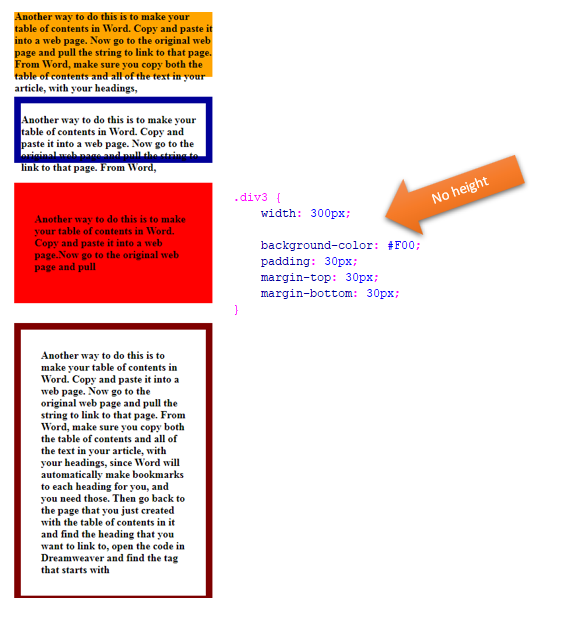 Another way to do this is to make your
table of contents in Word. Copy and paste it
into a web page. Now go to the original web
page and pull the string to link to that page.
From Word, make sure you copy both the
table of contents and all of the text in your
article, with your headings,
Another way to do this is to make your
table of contents in Word. Copy and
paste it into a web page. Now go to the
original web page and pull the string to
link to that page. From Word,
Another way to do this is to make
your table of contents in Word.
Copy and paste it into a web
page.Now go to the original web
page and pull
.div3 {
width: 300px;
background-color: #F00;
padding: 30px;
margin-top: 30px;
margin-bottom: 30px;
}
No height
Another way to do this is to
make your table of contents in
Word. Copy and paste it into a
web page. Now go to the
original web page and pull the
string to link to that page. From
Word, make sure you copy both
the table of contents and all of
the text in your article, with
your headings, since Word will
automatically make bookmarks
to each heading for you, and
you need those. Then go back to
the page that you just created
with the table of contents in it
and find the heading that you
want to link to, open the code in
Dreamweaver and find the tag
that starts with